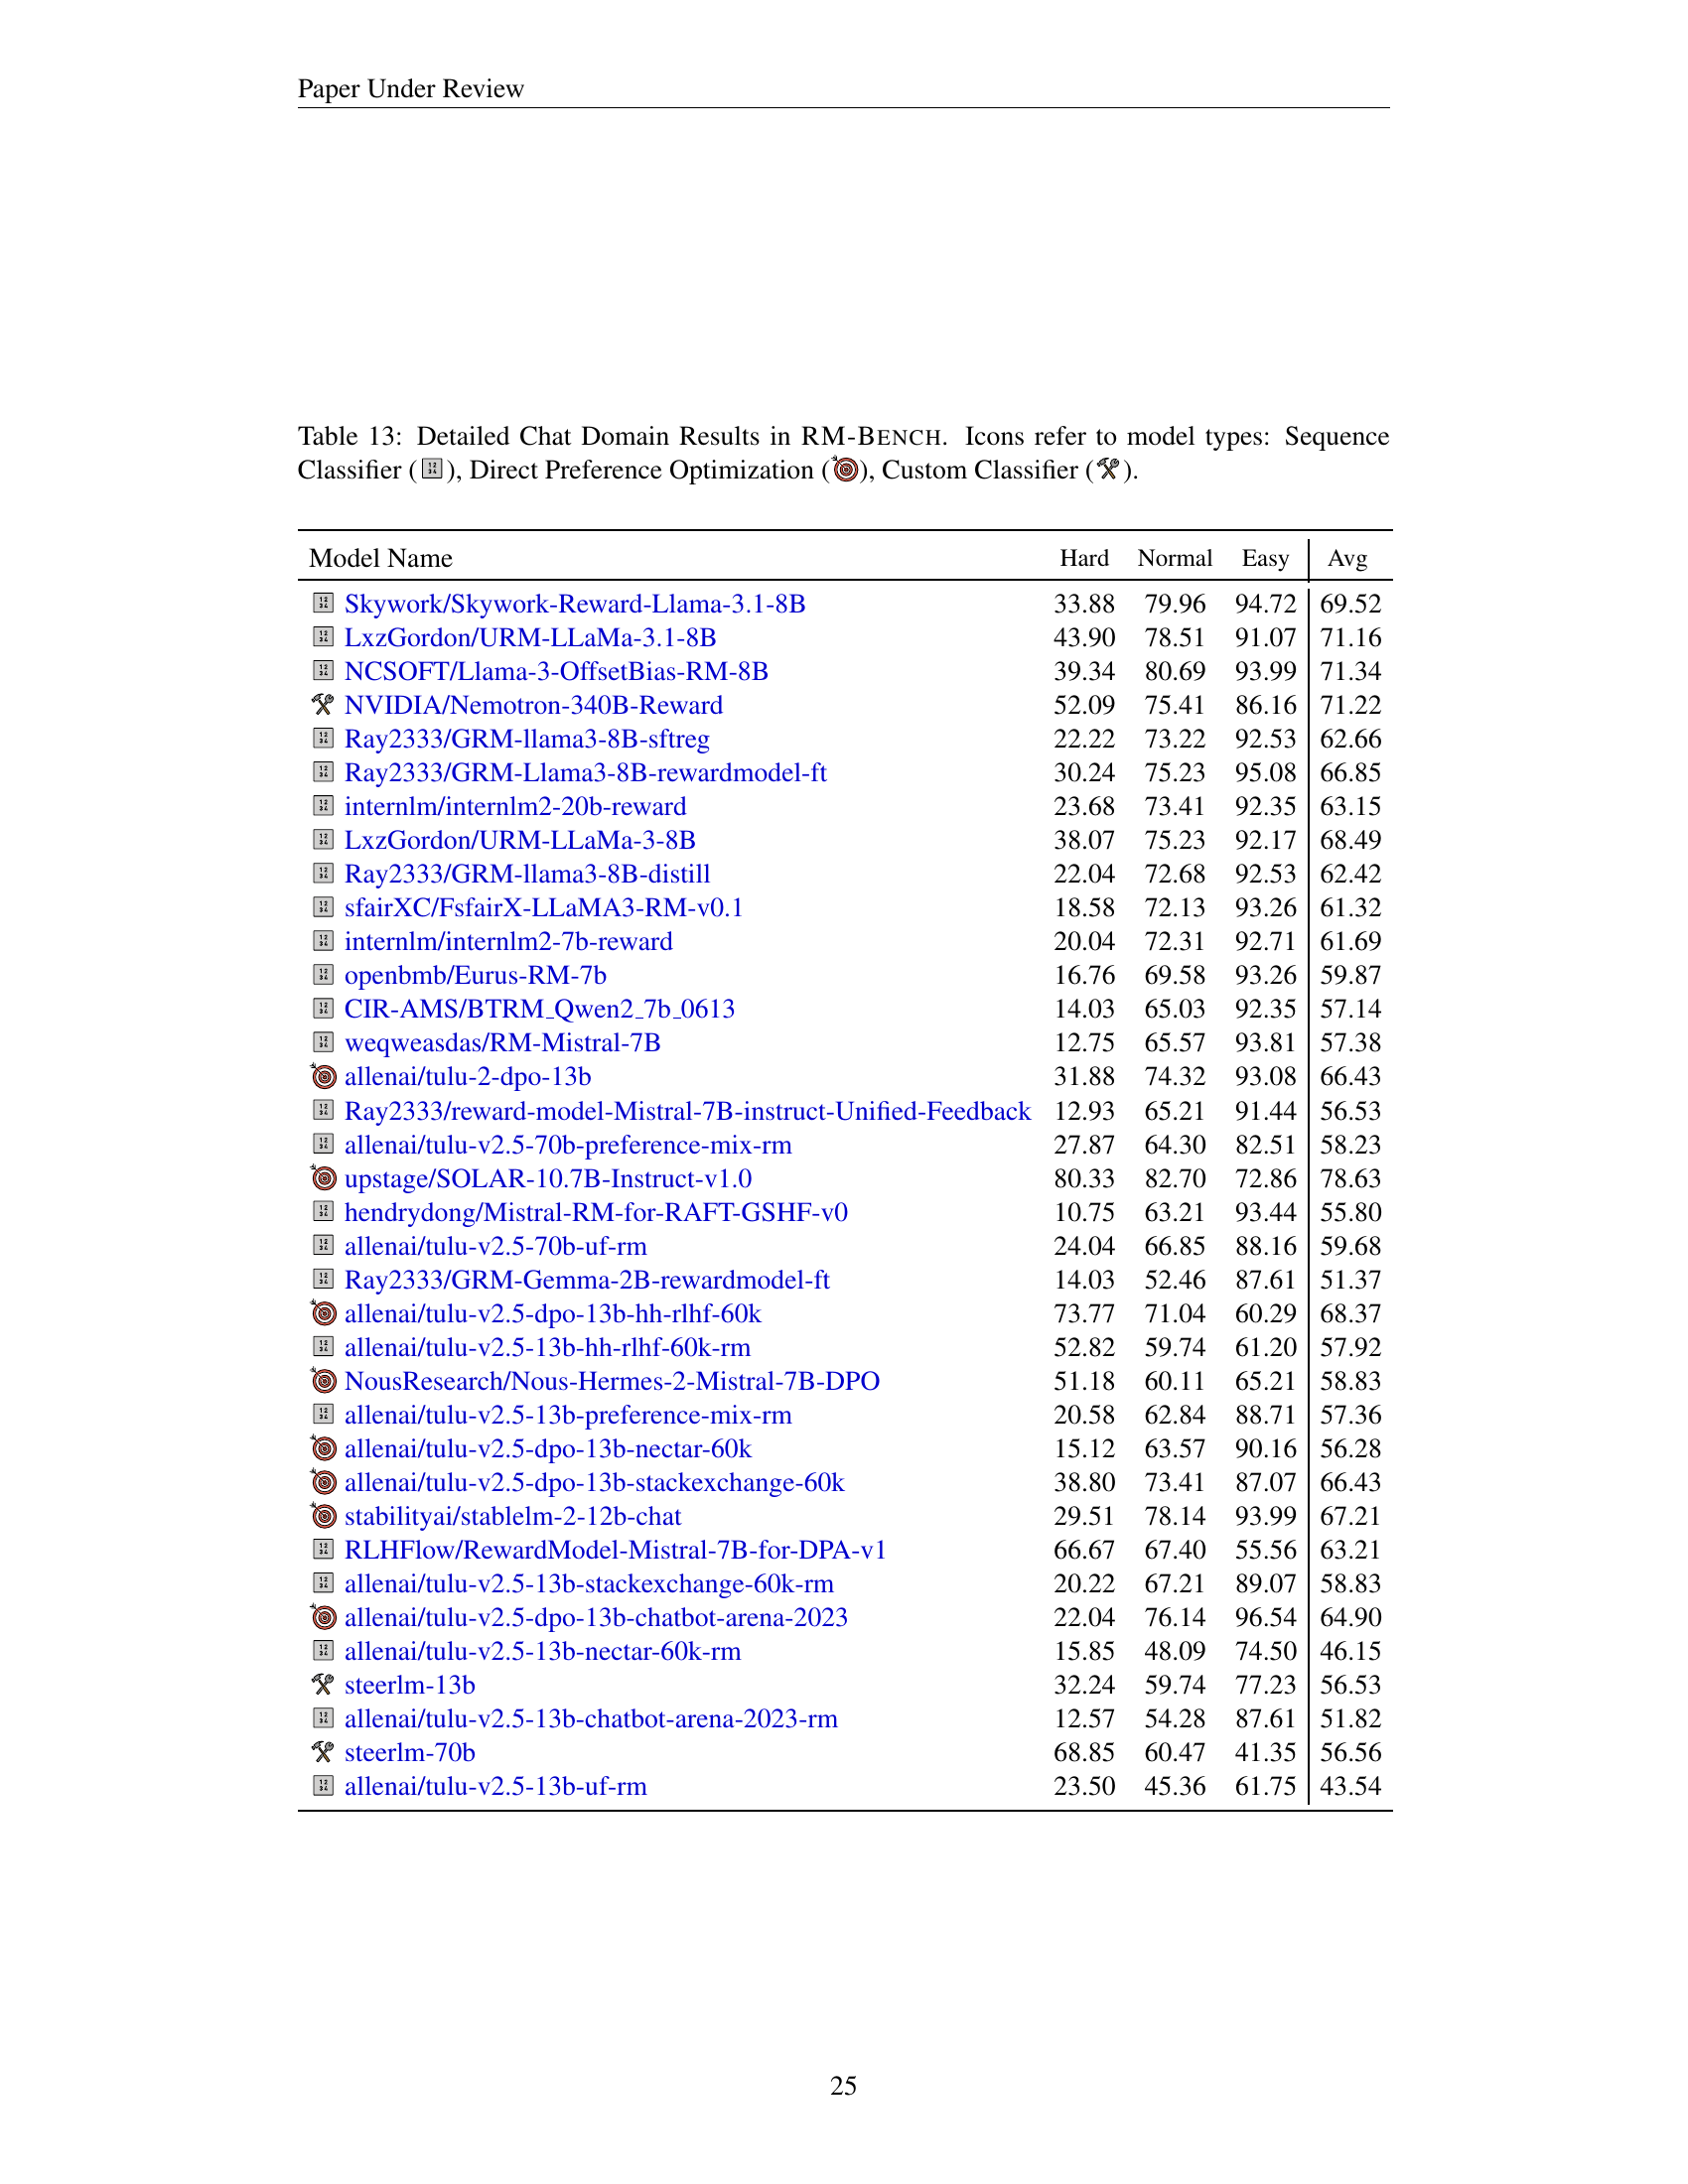 Paper Under Review
Table 13: Detailed Chat Domain Results in RM-BENCH. Icons refer to model types: Sequence
Classifier (🔢), Direct Preference Optimization (🎯), Custom Classifier (🛠).
Model Name Hard Normal Easy Avg
Skywork/Skywork-Reward-Llama-3.1-8B 33.88 79.96 94.72 69.52
LxzGordon/URM-LLaMa-3.1-8B 43.90 78.51 91.07 71.16
NCSOFT/Llama-3-OffsetBias-RM-8B 39.34 80.69 93.99 71.34
NVIDIA/Nemotron-340B-Reward 52.09 75.41 86.16 71.22
Ray2333/GRM-llama3-8B-sftreg 22.22 73.22 92.53 62.66
Ray2333/GRM-Llama3-8B-rewardmodel-ft 30.24 75.23 95.08 66.85
internlm/internlm2-20b-reward 23.68 73.41 92.35 63.15
LxzGordon/URM-LLaMa-3-8B 38.07 75.23 92.17 68.49
Ray2333/GRM-llama3-8B-distill 22.04 72.68 92.53 62.42
sfairXC/FsfairX-LLaMA3-RM-v0.1 18.58 72.13 93.26 61.32
internlm/internlm2-7b-reward 20.04 72.31 92.71 61.69
openbmb/Eurus-RM-7b 16.76 69.58 93.26 59.87
CIR-AMS/BTRM_Qwen2_7b_0613 14.03 65.03 92.35 57.14
weqweasdas/RM-Mistral-7B 12.75 65.57 93.81 57.38
allenai/tulu-2-dpo-13b 31.88 74.32 93.08 66.43
Ray2333/reward-model-Mistral-7B-instruct-Unified-Feedback 12.93 65.21 91.44 56.53
allenai/tulu-v2.5-70b-preference-mix-rm 27.87 64.30 82.51 58.23
upstage/SOLAR-10.7B-Instruct-v1.0 80.33 82.70 72.86 78.63
hendrydong/Mistral-RM-for-RAFT-GSHF-v0 10.75 63.21 93.44 55.80
allenai/tulu-v2.5-70b-uf-rm 24.04 66.85 88.16 59.68
Ray2333/GRM-Gemma-2B-rewardmodel-ft 14.03 52.46 87.61 51.37
allenai/tulu-v2.5-dpo-13b-hh-rlhf-60k 73.77 71.04 60.29 68.37
allenai/tulu-v2.5-13b-hh-rlhf-60k-rm 52.82 59.74 61.20 57.92
NousResearch/Nous-Hermes-2-Mistral-7B-DPO 51.18 60.11 65.21 58.83
allenai/tulu-v2.5-13b-preference-mix-rm 20.58 62.84 88.71 57.36
allenai/tulu-v2.5-dpo-13b-nectar-60k 15.12 63.57 90.16 56.28
allenai/tulu-v2.5-dpo-13b-stackexchange-60k 38.80 73.41 87.07 66.43
stabilityai/stablelm-2-12b-chat 29.51 78.14 93.99 67.21
RLHFlow/RewardModel-Mistral-7B-for-DPA-v1 66.67 67.40 55.56 63.21
allenai/tulu-v2.5-13b-stackexchange-60k-rm 20.22 67.21 89.07 58.83
allenai/tulu-v2.5-dpo-13b-chatbot-arena-2023 22.04 76.14 96.54 64.90
allenai/tulu-v2.5-13b-nectar-60k-rm 15.85 48.09 74.50 46.15
steerlm-13b 32.24 59.74 77.23 56.53
allenai/tulu-v2.5-13b-chatbot-arena-2023-rm 12.57 54.28 87.61 51.82
steerlm-70b 68.85 60.47 41.35 56.56
allenai/tulu-v2.5-13b-uf-rm 23.50 45.36 61.75 43.54
25